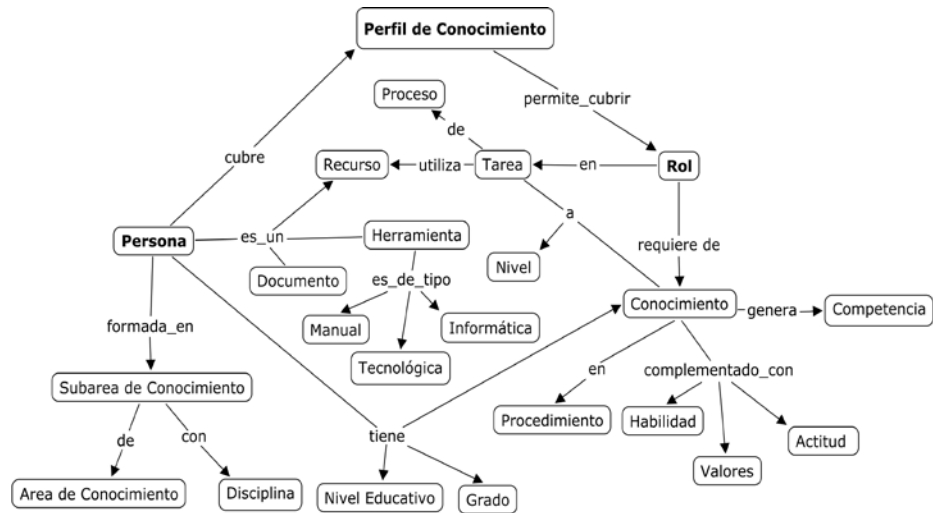 Perfil de Conocimiento
Proceso
permite_cubrir
de
cubre
Recurso
utiliza
Tarea
en
Rol
a
Persona
es_un
Herramienta
requiere de
Nivel
Documento
es_de_tipo
Conocimiento
genera
Competencia
formada_en
Manual
Informática
Tecnológica
Subarea de Conocimiento
en
complementado_con
Procedimiento
Habilidad
de
con
tiene
Actitud
Valores
Area de Conocimiento
Disciplina
Nivel Educativo
Grado